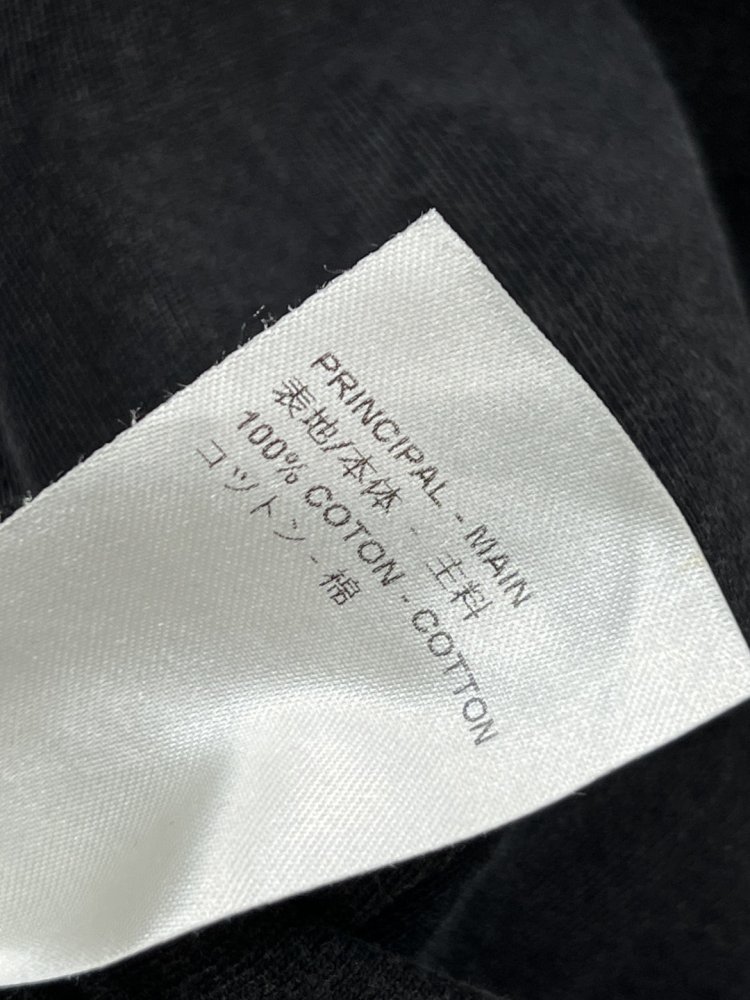 PRINCIPAL - MAIN
表地/本体 - 主料
100% COTON - COTTON
コットン - 棉